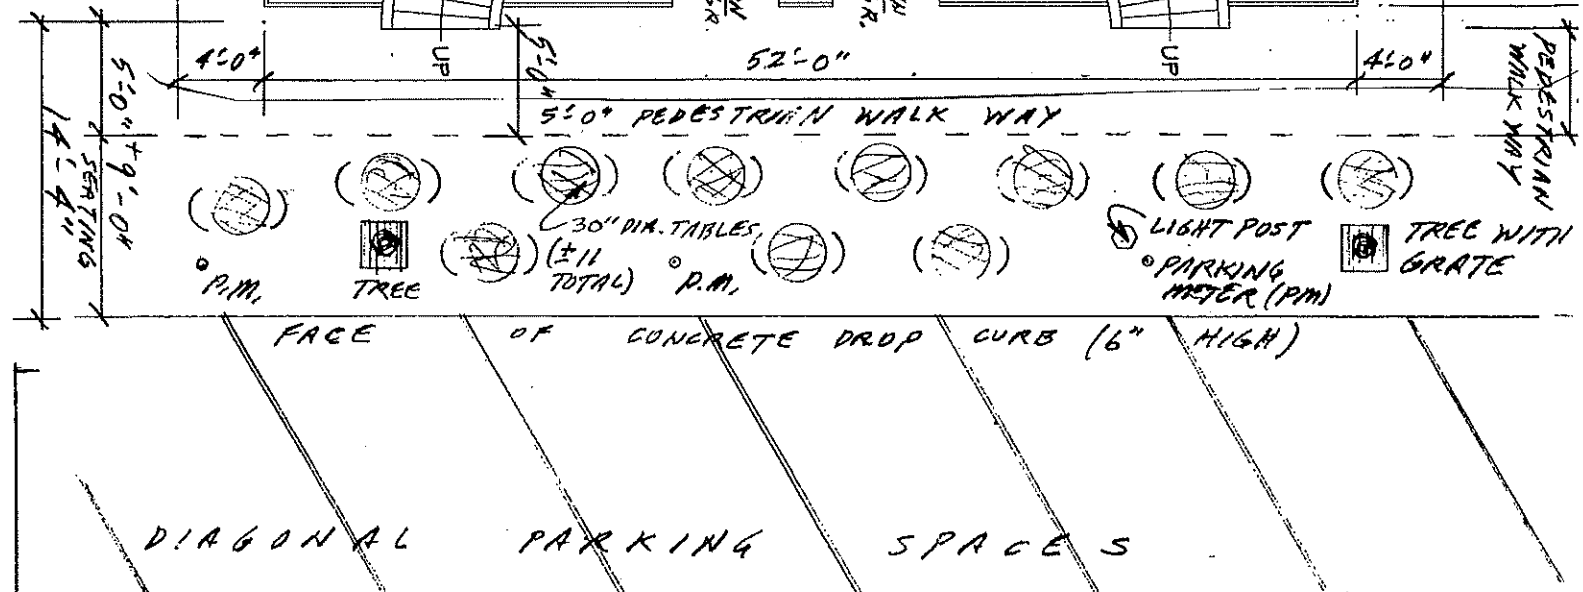 UP
UP
4'-0"
52'-0"
4'-0"
5'-0"
5'-0" PEDESTRIAN WALK WAY
PEDESTRIAN
WALK WAY
5'-0" + 9'-0"
SEATING
14'-4"
30" DIA. TABLES,
(±11
TOTAL)
LIGHT POST
TREE WITH
GRATE
P.M.
TREE
P.M.
PARKING
METER (PM)
FACE OF CONCRETE DROP CURB (6" HIGH)
DIAGONAL PARKING SPACES